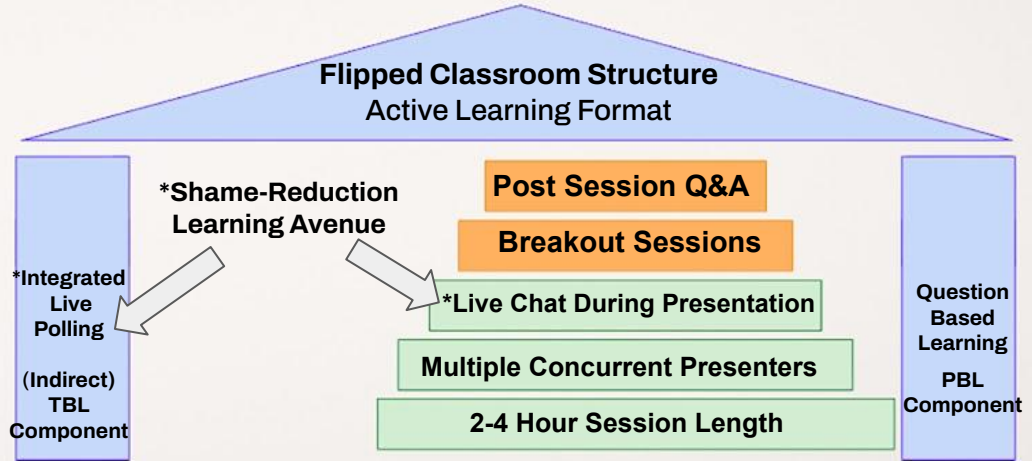 Flipped Classroom Structure
Active Learning Format
*Shame-Reduction
Learning Avenue
*Integrated
Live
Polling
(Indirect)
TBL
Component
Post Session Q&A
Breakout Sessions
*Live Chat During Presentation
Multiple Concurrent Presenters
2-4 Hour Session Length
Question
Based
Learning
PBL
Component